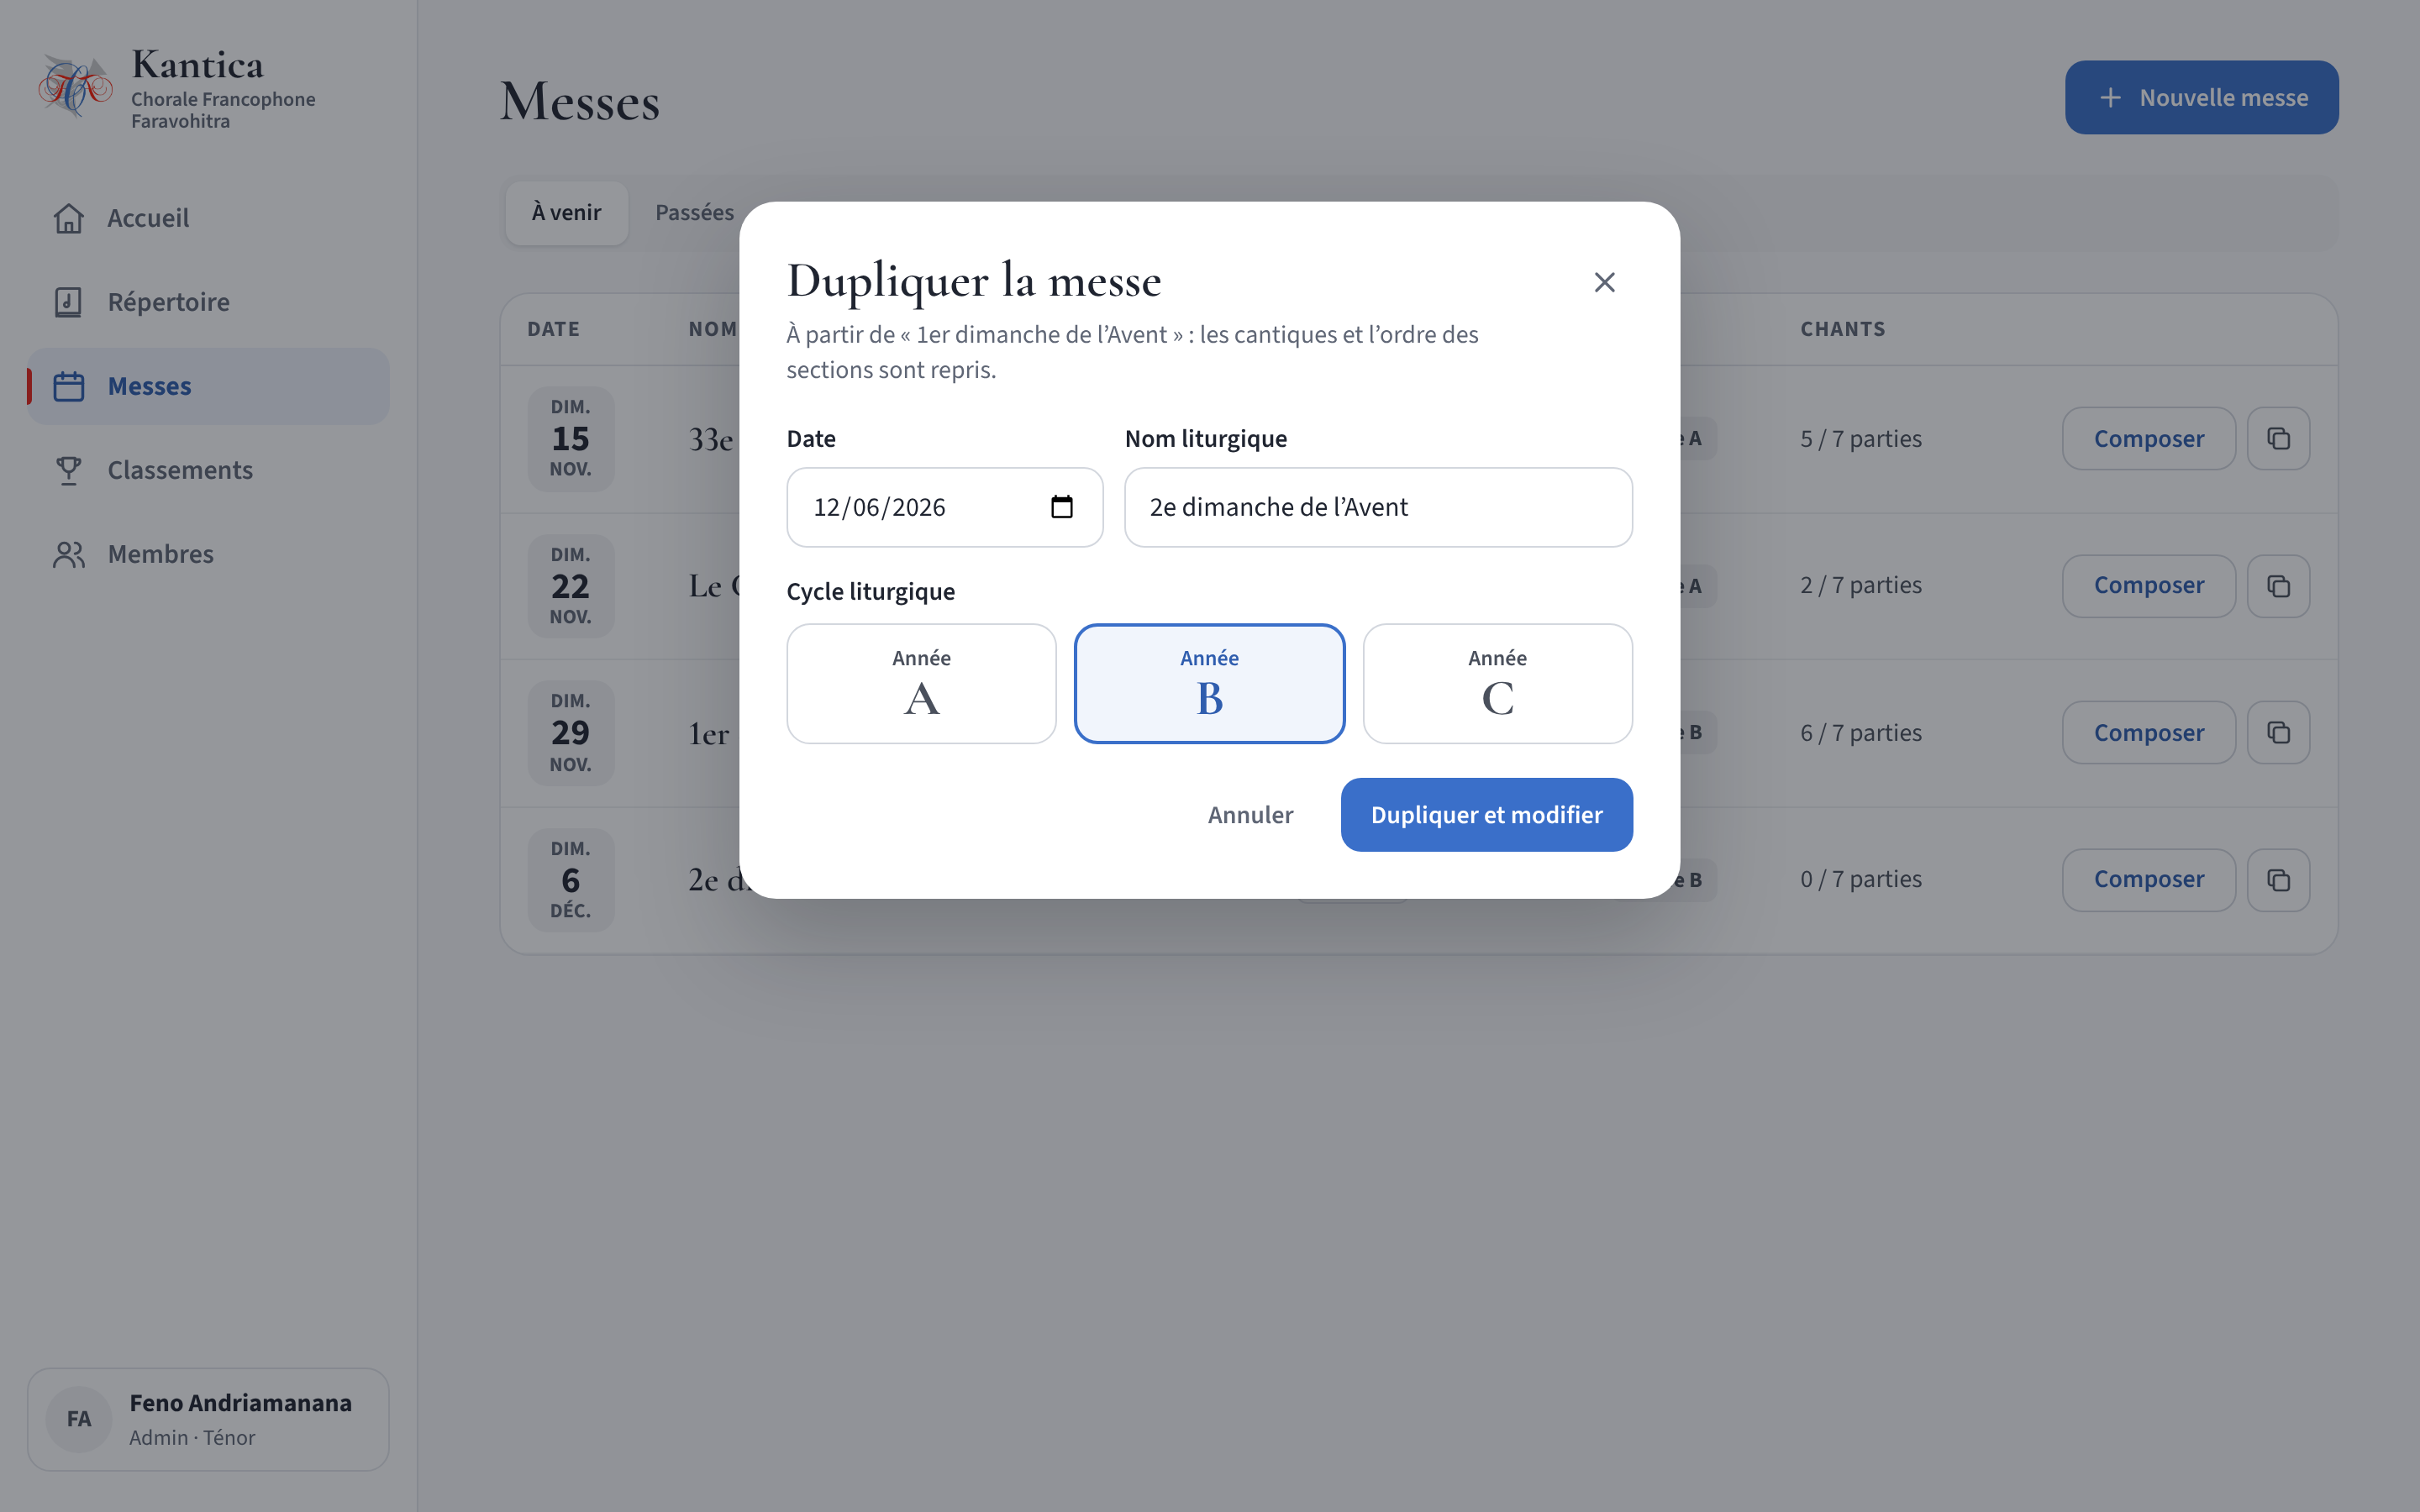 Kantica
Chorale Francophone
Faravohitra
Accueil
Répertoire
Messes
Classements
Membres
FA
Feno Andriamanana
Admin · Ténor
Messes
+ Nouvelle messe
À venir
Passées
DATE
NOM
CHANTS
DIM.
15
NOV.
33e
A
5 / 7 parties
Composer
DIM.
22
NOV.
Le
A
2 / 7 parties
Composer
DIM.
29
NOV.
1er
B
6 / 7 parties
Composer
DIM.
6
DÉC.
2e
B
0 / 7 parties
Composer
Dupliquer la messe
À partir de « 1er dimanche de l’Avent » : les cantiques et l’ordre des
sections sont repris.
Date
Nom liturgique
12/06/2026
2e dimanche de l’Avent
Cycle liturgique
Année
A
Année
B
Année
C
Annuler
Dupliquer et modifier